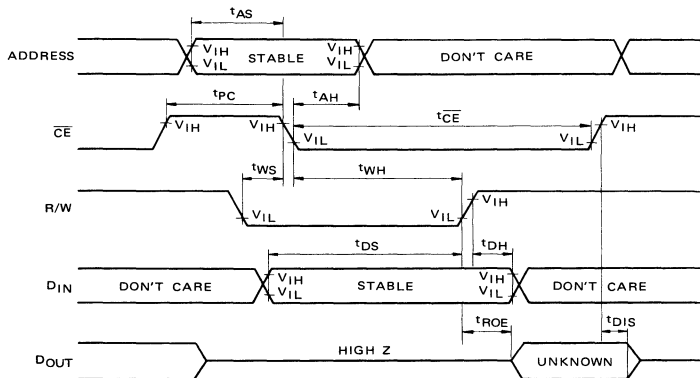 tAS
ADDRESS VIH VIL STABLE VIH VIL DON'T CARE
tPC tAH tCE
CE VIH VIH VIL VIL VIH
tWS tWH
R/W VIL VIL VIH
tDS tDH
DIN DON'T CARE VIH VIL STABLE VIH VIL DON'T CARE
tROE tDIS
DOUT HIGH Z UNKNOWN